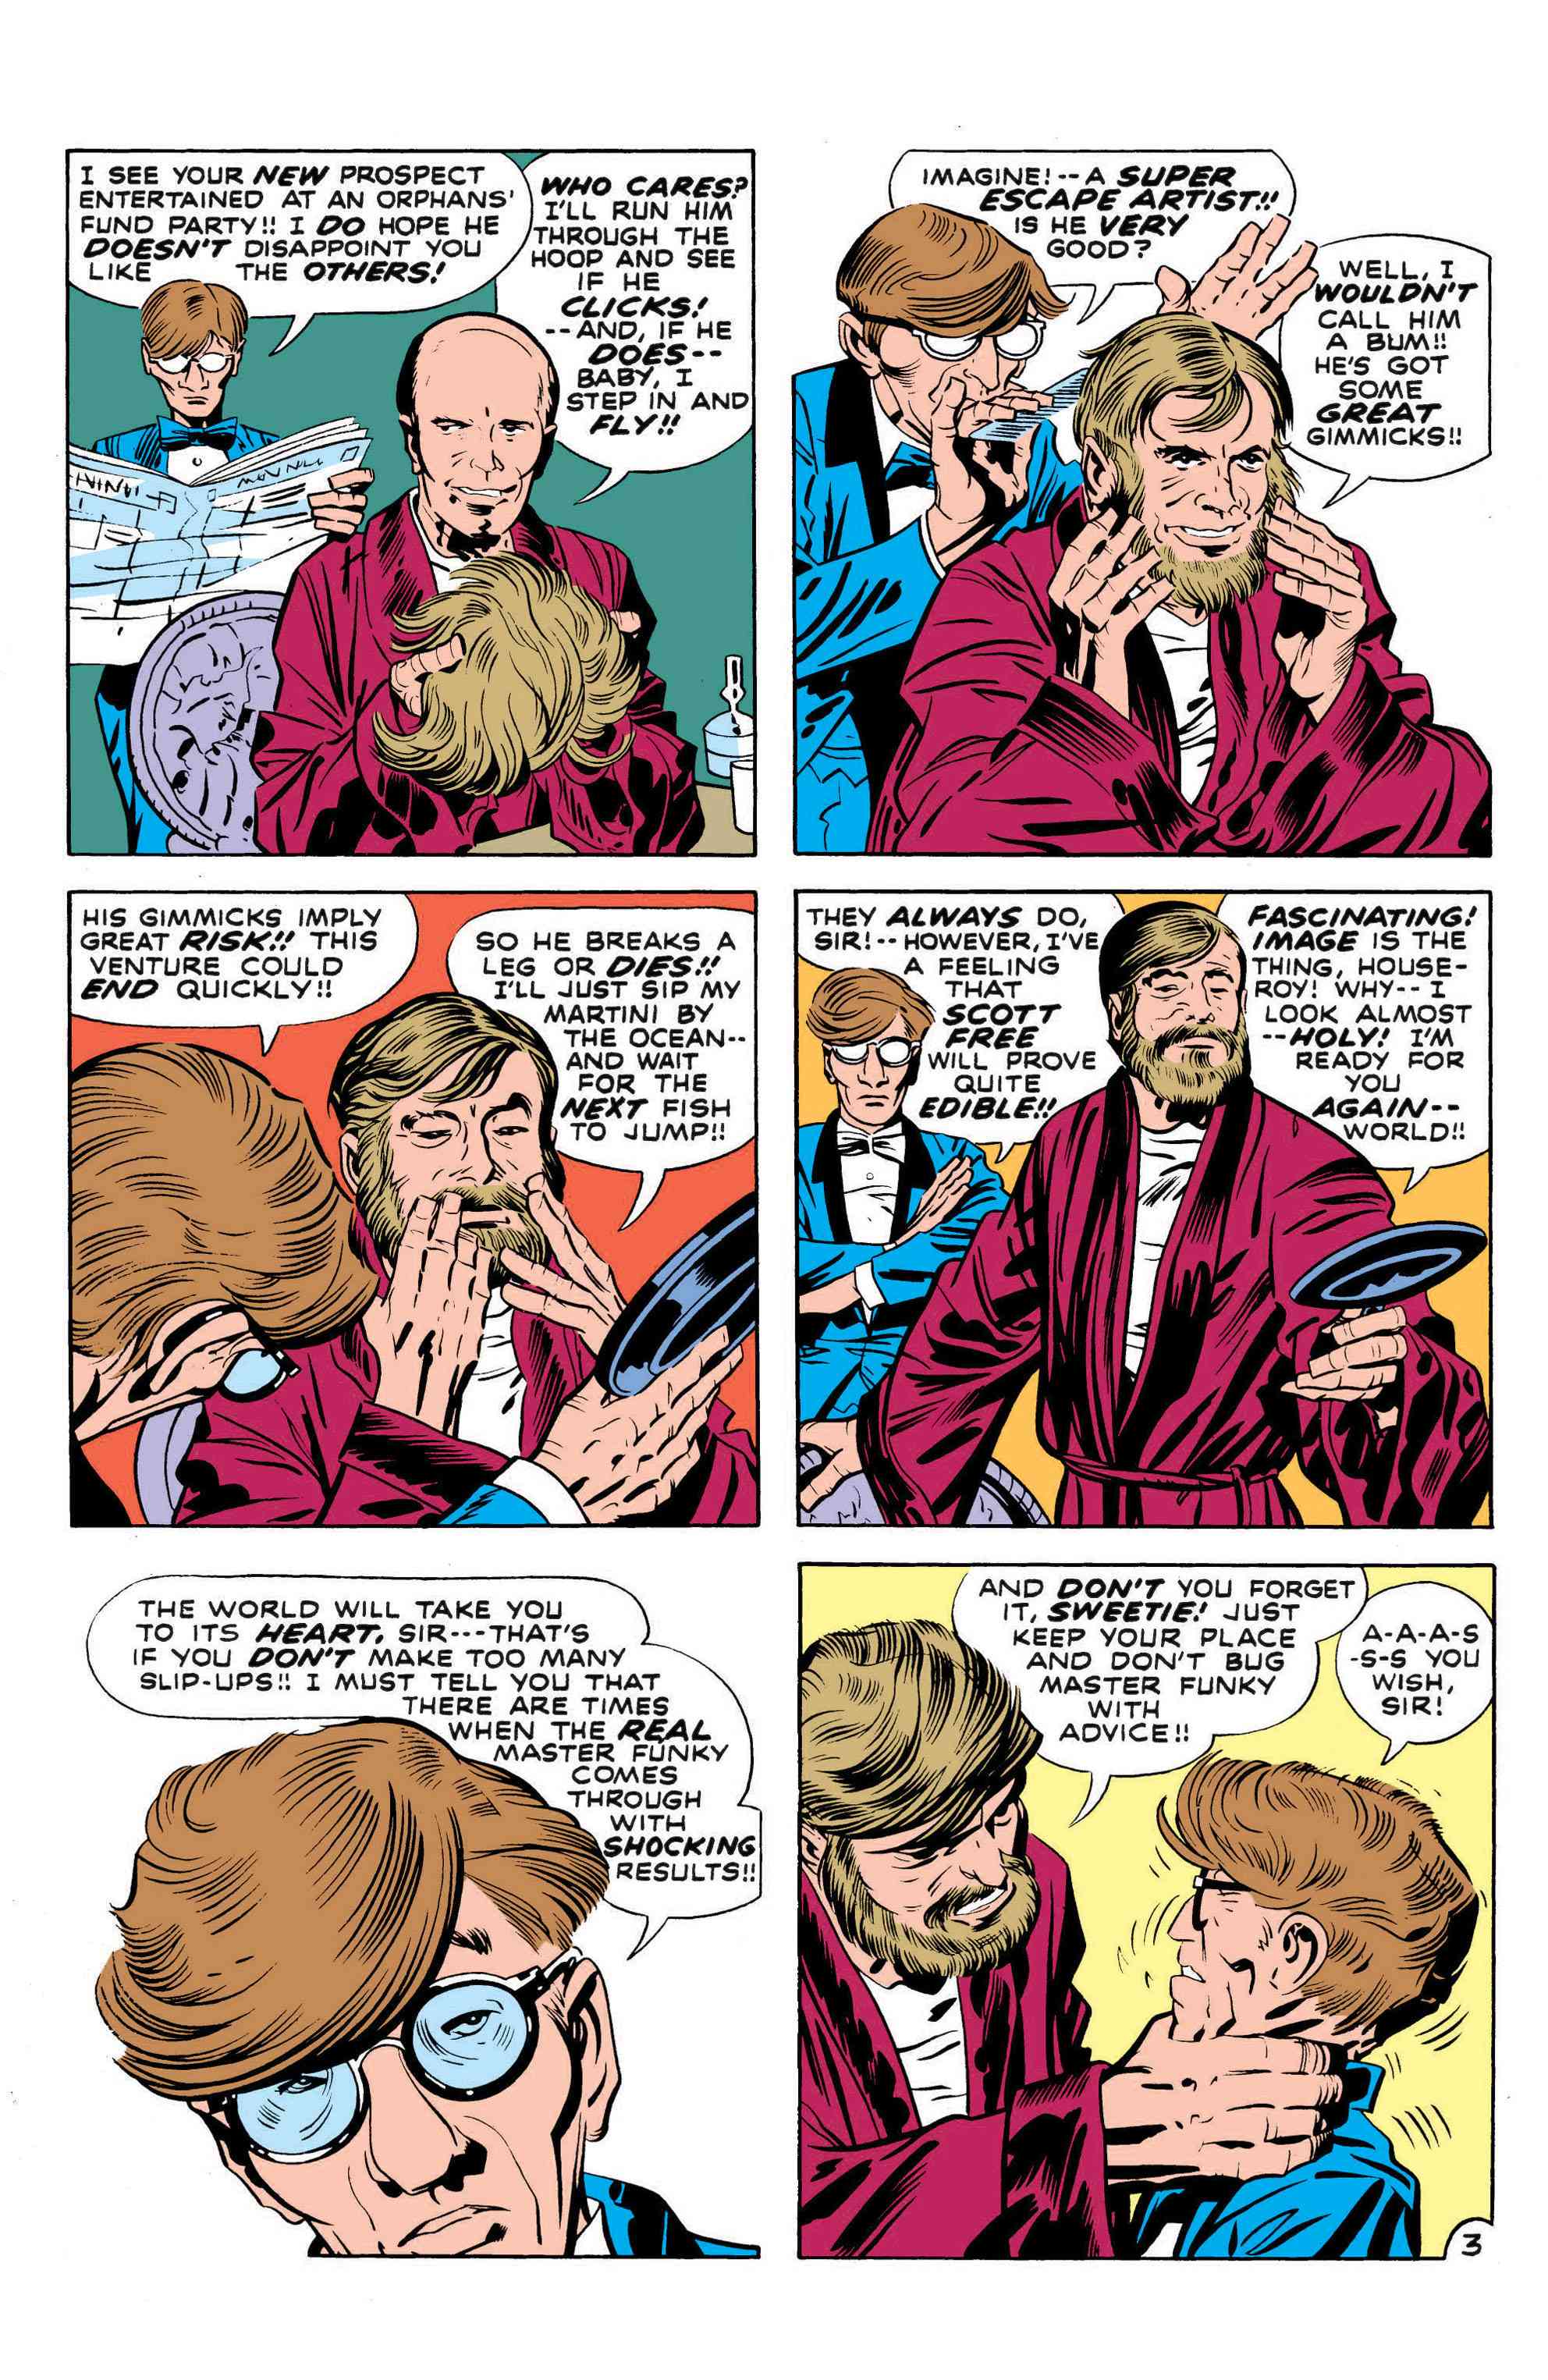 I SEE YOUR NEW PROSPECT
ENTERTAINED AT AN ORPHANS'
FUND PARTY!! I DO HOPE HE
DOESN'T DISAPPOINT YOU
LIKE THE OTHERS!
WHO CARES?
I'LL RUN HIM
THROUGH THE
HOOP AND SEE
IF HE
CLICKS!
--AND, IF HE
DOES--
BABY, I
STEP IN AND
FLY!!
IMAGINE!--A SUPER
ESCAPE ARTIST!!
IS HE VERY
GOOD?
WELL, I
WOULDN'T
CALL HIM
A BUM!!
HE'S GOT
SOME
GREAT
GIMMICKS!!
HIS GIMMICKS IMPLY
GREAT RISK!! THIS
VENTURE COULD
END QUICKLY!!
SO HE BREAKS A
LEG OR DIES!!
I'LL JUST SIP MY
MARTINI BY
THE OCEAN--
AND WAIT
FOR THE
NEXT FISH
TO JUMP!!
THEY ALWAYS DO,
SIR!--HOWEVER, I'VE
A FEELING
THAT
SCOTT
FREE
WILL PROVE
QUITE
EDIBLE!!
FASCINATING!
IMAGE IS THE
THING, HOUSE-
ROY! WHY--I
LOOK ALMOST
--HOLY! I'M
READY FOR
YOU
AGAIN--
WORLD!!
THE WORLD WILL TAKE YOU
TO ITS HEART, SIR---THAT'S
IF YOU DON'T MAKE TOO MANY
SLIP-UPS!! I MUST TELL YOU THAT
THERE ARE TIMES
WHEN THE REAL
MASTER FUNKY
COMES
THROUGH
WITH
SHOCKING
RESULTS!!
AND DON'T YOU FORGET
IT, SWEETIE! JUST
KEEP YOUR PLACE
AND DON'T BUG
MASTER FUNKY
WITH
ADVICE!!
A-A-A-S
-S-S YOU
WISH,
SIR!
3